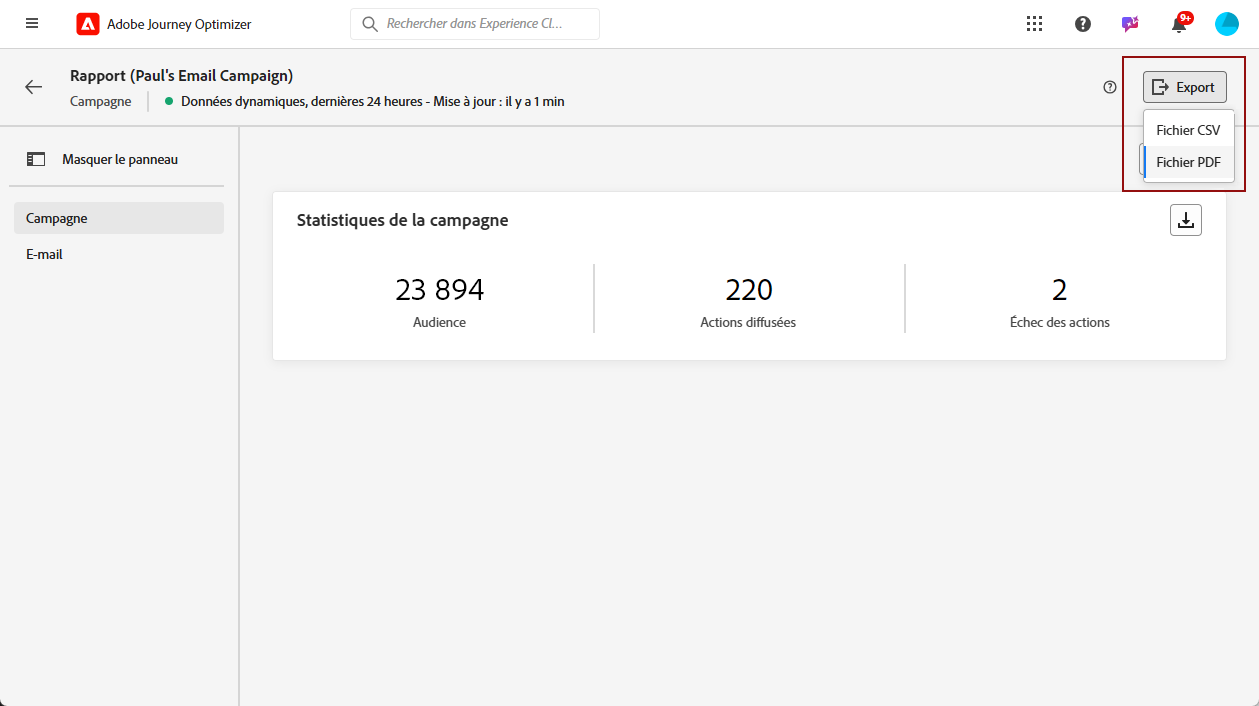 Adobe Journey Optimizer
Rechercher dans Experience Cl...
9+
Rapport (Paul's Email Campaign)
Campagne
Données dynamiques, dernières 24 heures - Mise à jour : il y a 1 min
Export
Fichier CSV
Fichier PDF
Masquer le panneau
Campagne
E-mail
Statistiques de la campagne
23 894
220
2
Audience
Actions diffusées
Échec des actions